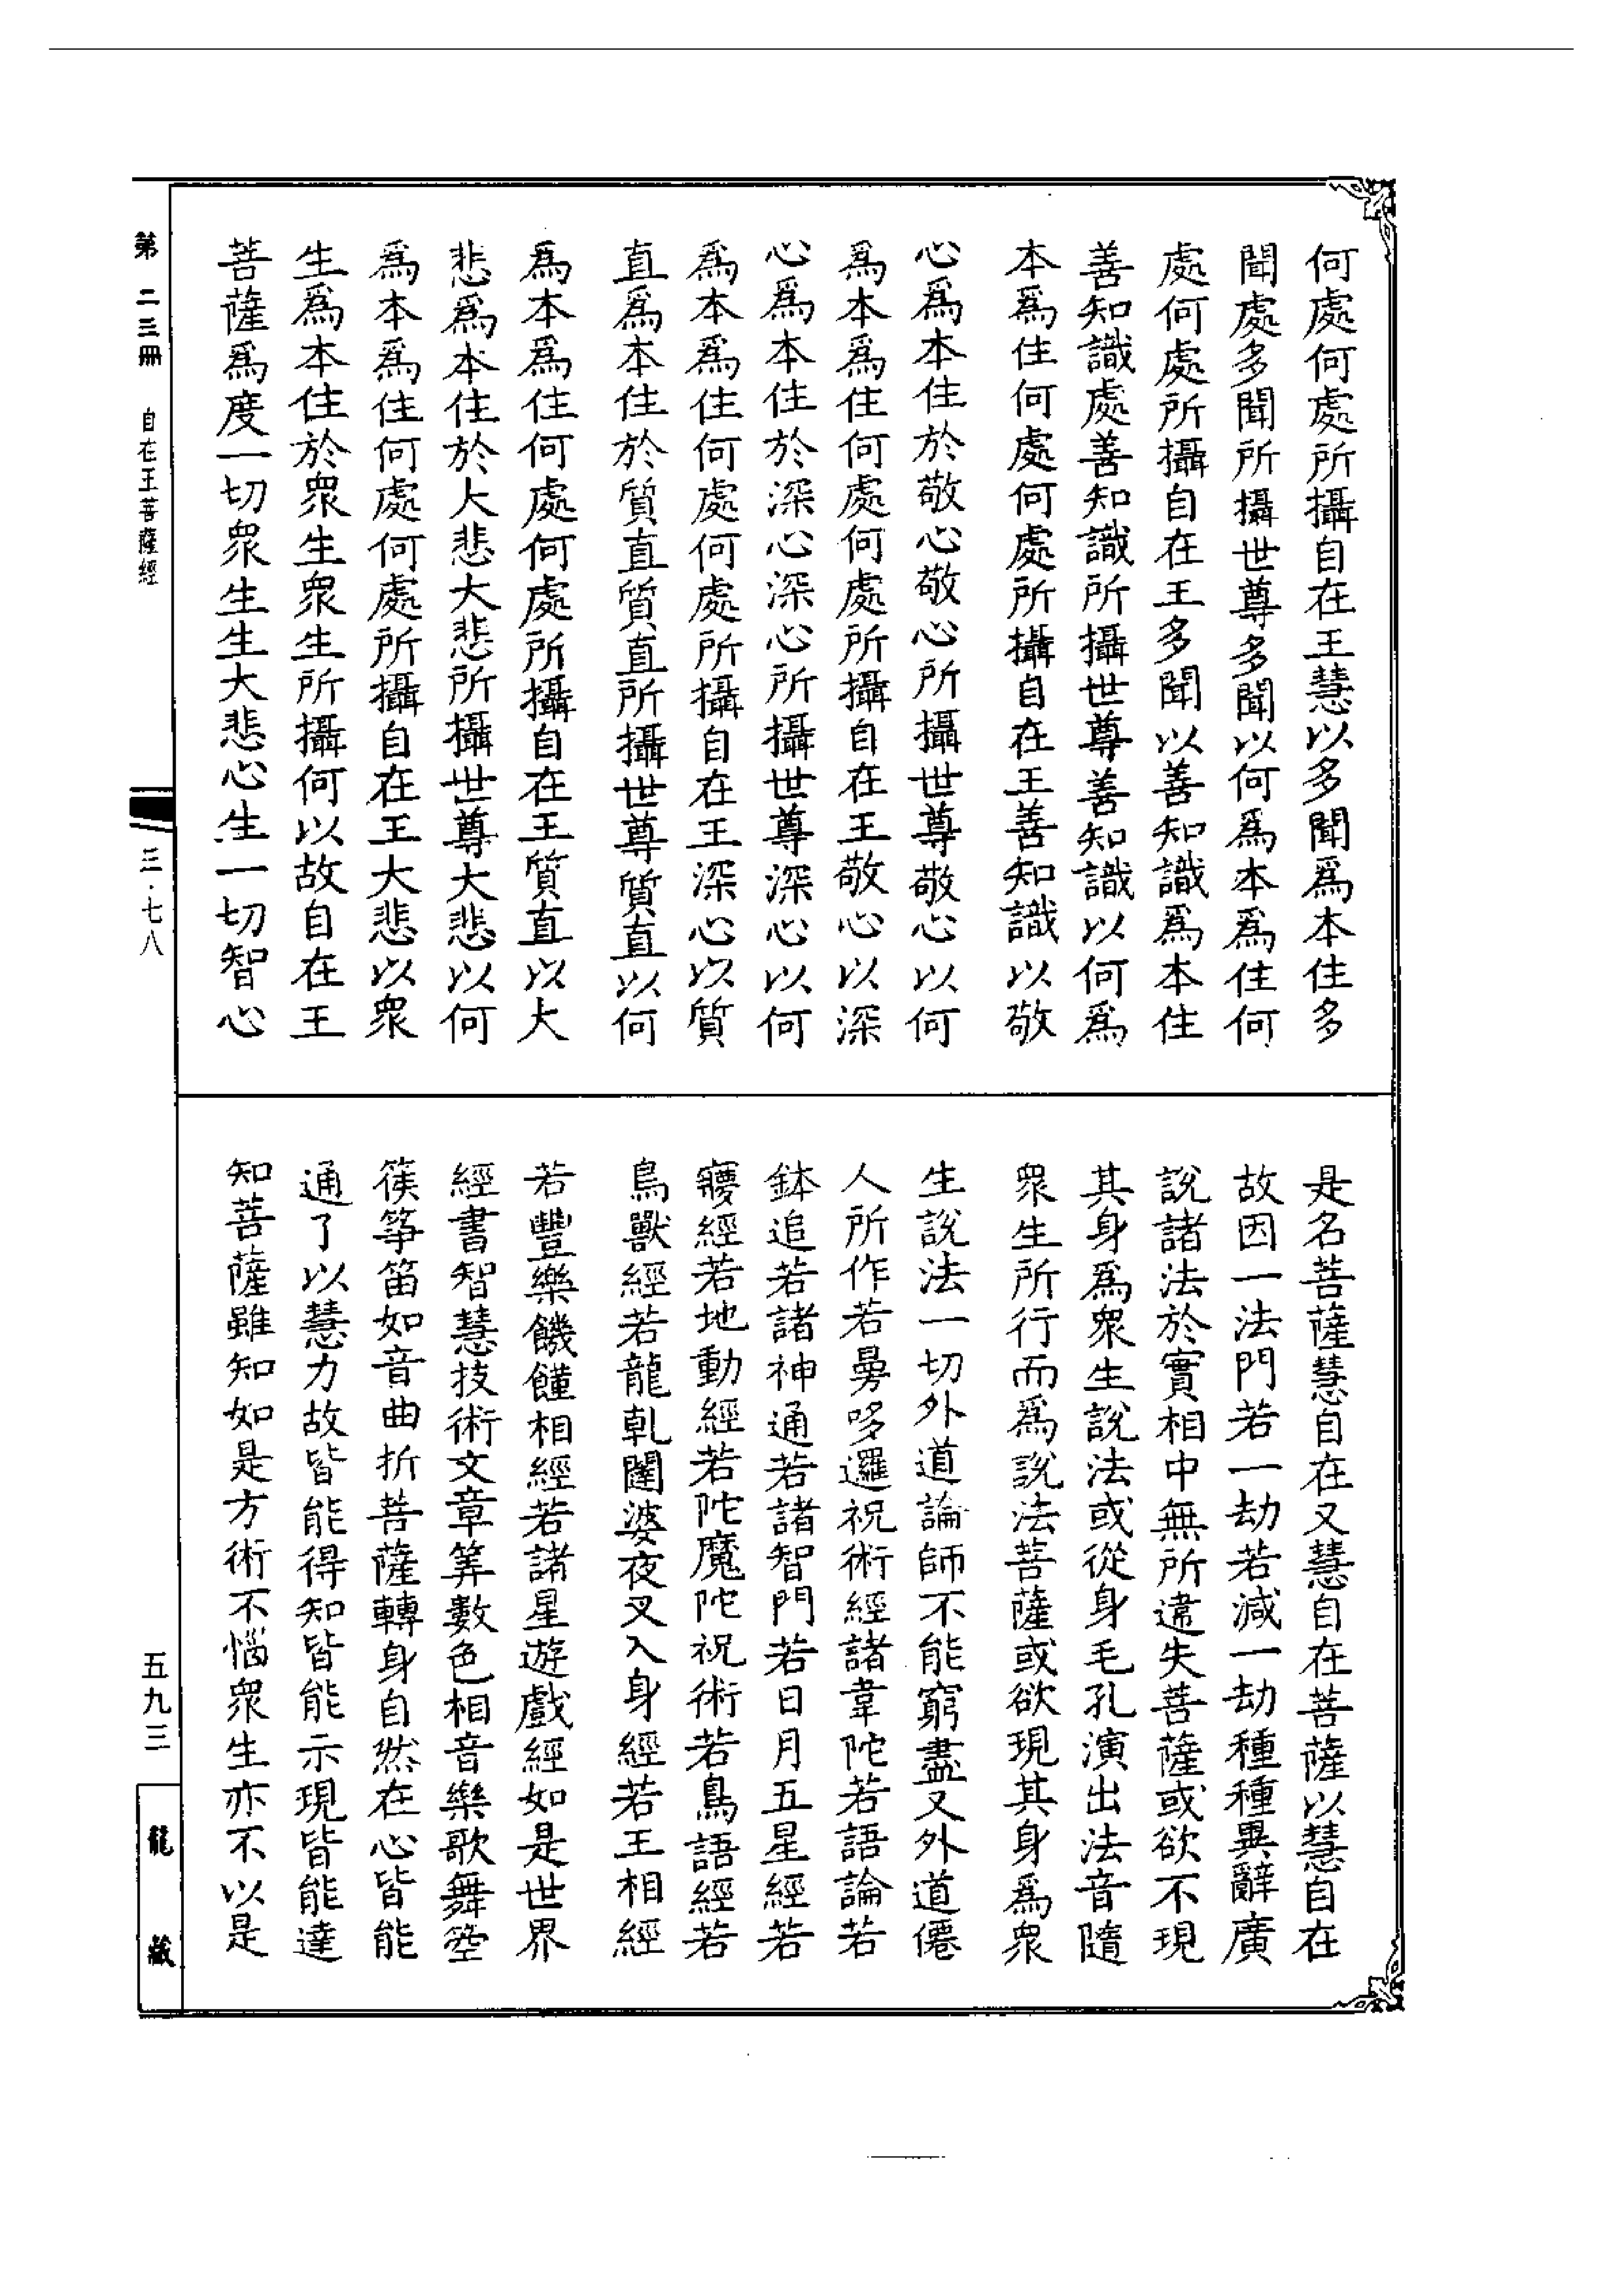 何處何處所攝自在王慧以多聞爲本住多
聞處多聞所攝世尊多聞以何爲本爲住何
處何處所攝自在王多聞以善知識爲本住
善知識處善知識所攝世尊善知識以何爲
本爲住何處何處所攝自在王善知識以敬
心爲本住於敬心敬心所攝世尊敬心以何
爲本爲住何處何處所攝自在王敬心以深
心爲本住於深心深心所攝世尊深心以何
爲本爲住何處何處所攝自在王深心以質
直爲本住於質直質直所攝世尊質直以何
爲本爲住何處何處所攝自在王質直以大
悲爲本住於大悲大悲所攝世尊大悲以何
爲本爲住何處何處所攝自在王大悲以衆
生爲本住於衆生衆生所攝何以故自在王
菩薩爲度一切衆生生大悲心生一切智心
是名菩薩慧自在又慧自在菩薩以慧自在
故因一法門若一劫若減一劫種種異辭廣
說諸法於實相中無所違失菩薩或欲不現
其身爲衆生說法或從身毛孔演出法音隨
衆生所行而爲說法菩薩或欲現其身爲衆
生說法一切外道論師不能窮盡又外道僊
人所作若曼哆邏祝術經諸韋陀若語論若
鉢追若諸神通若諸智門若日月五星經若
㝱經若地動經若陀魔陀祝術若鳥語經若
鳥獸經若龍乹闥婆夜叉入身經若王相經
若豐樂饑饉相經若諸星遊戲經如是世界
經書智慧技術文章筭數色相音樂歌舞箜
篌箏笛如音曲折菩薩轉身自然在心皆能
通了以慧力故皆能得知皆能示現皆能達
知菩薩雖知如是方術不惱衆生亦不以是
第二三冊 自在王菩薩經
三·七八
五九三
龍藏